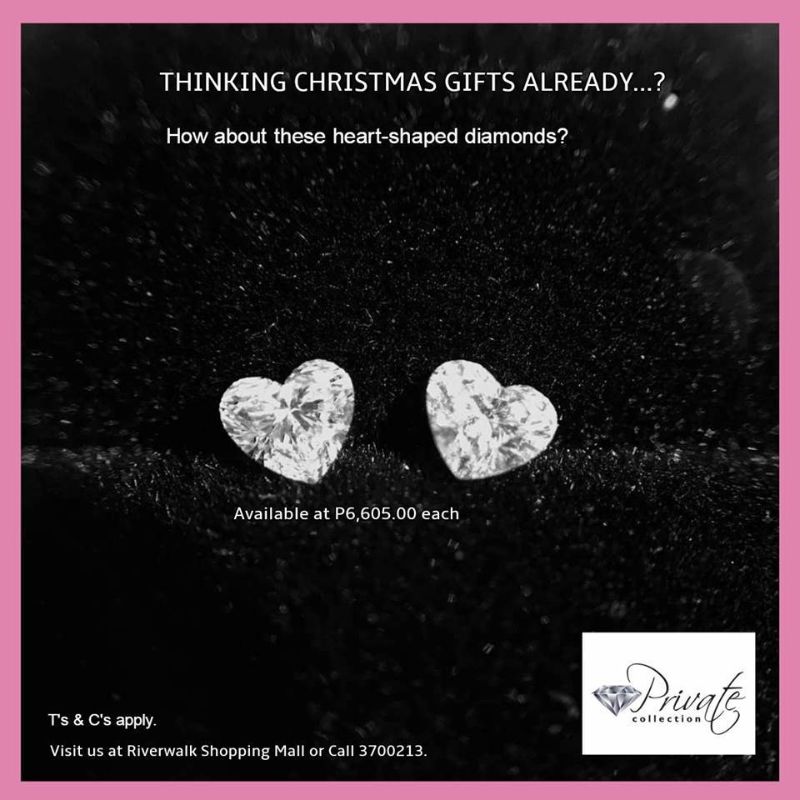 THINKING CHRISTMAS GIFTS ALREADY...?
How about these heart-shaped diamonds?
Available at P6,605.00 each
Private
collection
T's & C's apply.
Visit us at Riverwalk Shopping Mall or Call 3700213.